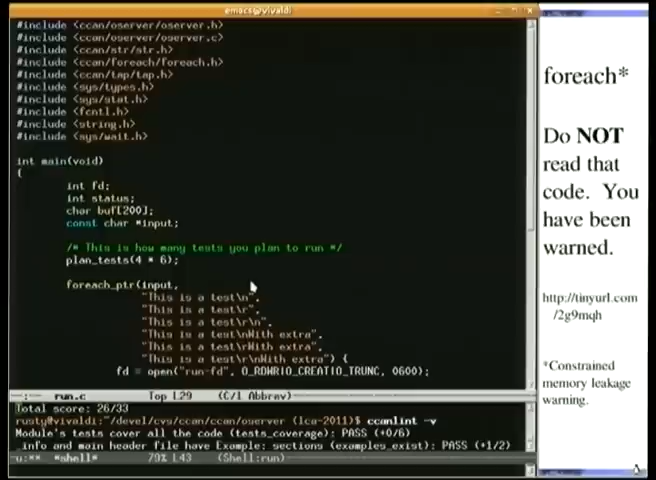 emacs@vivaldi
#include <ccan/oserver/oserver.h>
#include <ccan/oserver/oserver.c>
#include <ccan/str/str.h>
#include <ccan/foreach/foreach.h>
#include <ccan/tap/tap.h>
#include <sys/types.h>
#include <sys/stat.h>
#include <fcntl.h>
#include <string.h>
#include <sys/wait.h>
int main(void)
{
int fd;
int status;
char buf[200];
const char *input;
/* This is how many tests you plan to run */
plan_tests(4 * 6);
foreach_ptr(input,
"This is a test\n",
"This is a test\r",
"This is a test\r\n",
"This is a test\nWith extra",
"This is a test\rWith extra",
"This is a test\r\nWith extra") {
fd = open("run-fd", O_RDWR|O_CREAT|O_TRUNC, 0600);
-:--- run.c Top L29 (C/l Abbrev)
Total score: 26/33
rusty@vivaldi:~/devel/cvs/ccan/ccan/oserver (lca-2011)$ ccanlint -v
Module's tests cover all the code (tests_coverage): PASS (+0/6)
_info and main header file have Example: sections (examples_exist): PASS (+1/2)
-u:** *shell* 79% L43 (Shell:run)
foreach*
Do NOT
read that
code. You
have been
warned.
http://tinyurl.com
/2g9mqh
*Constrained
memory leakage
warning.